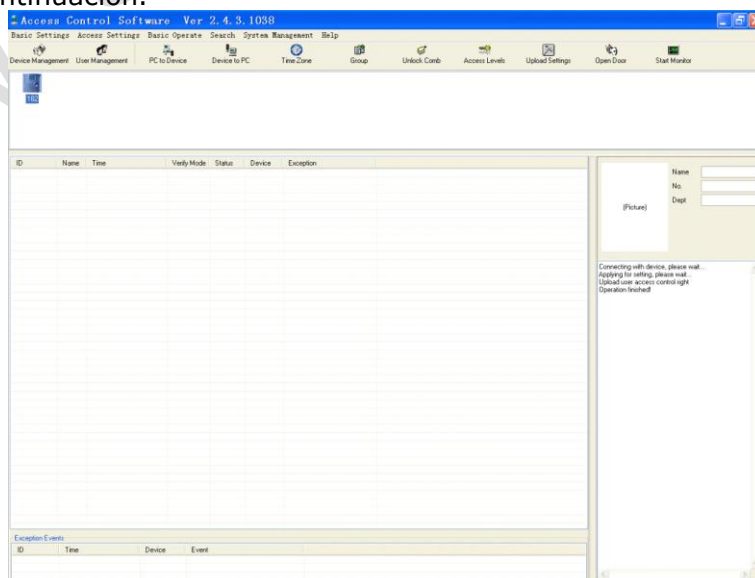 ntinuación.
Access Control Software Ver 2.4.3.1038
Basic Settings Access Settings Basic Operate Search System Management Help
Device Management User Management PC to Device Device to PC Time Zone Group Unlock Comb Access Levels Upload Settings Open Door Start Monitor
102
ID Name Time Verify Mode Status Device Exception
Name
No.
Dept
(Picture)
Connecting with device, please wait...
Applying for setting, please wait...
Upload user access control right
Operation finished!
Exception Events
ID Time Device Event